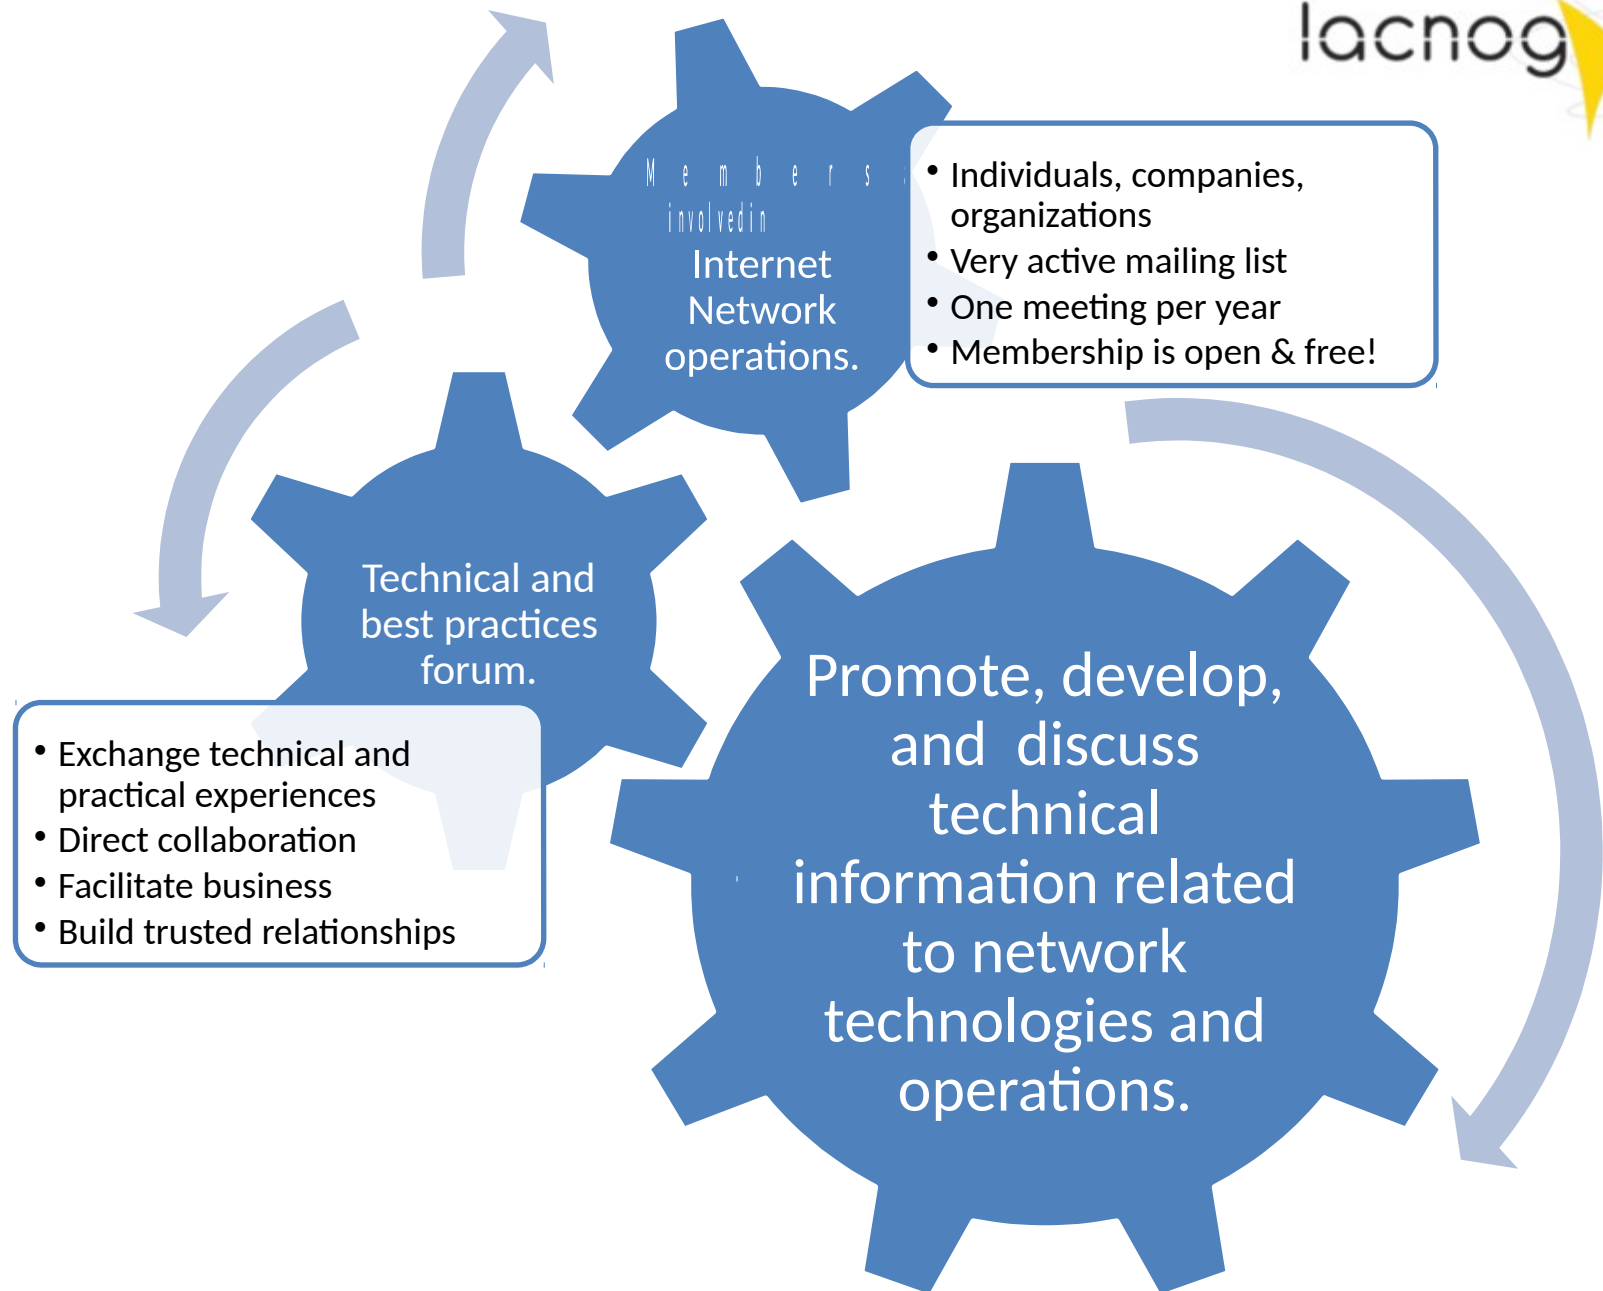 lacnog
Members
involvedin
Internet
Network
operations.
• Individuals, companies,
organizations
• Very active mailing list
• One meeting per year
• Membership is open & free!
Technical and
best practices
forum.
• Exchange technical and
practical experiences
• Direct collaboration
• Facilitate business
• Build trusted relationships
Promote, develop,
and  discuss
technical
information related
to network
technologies and
operations.